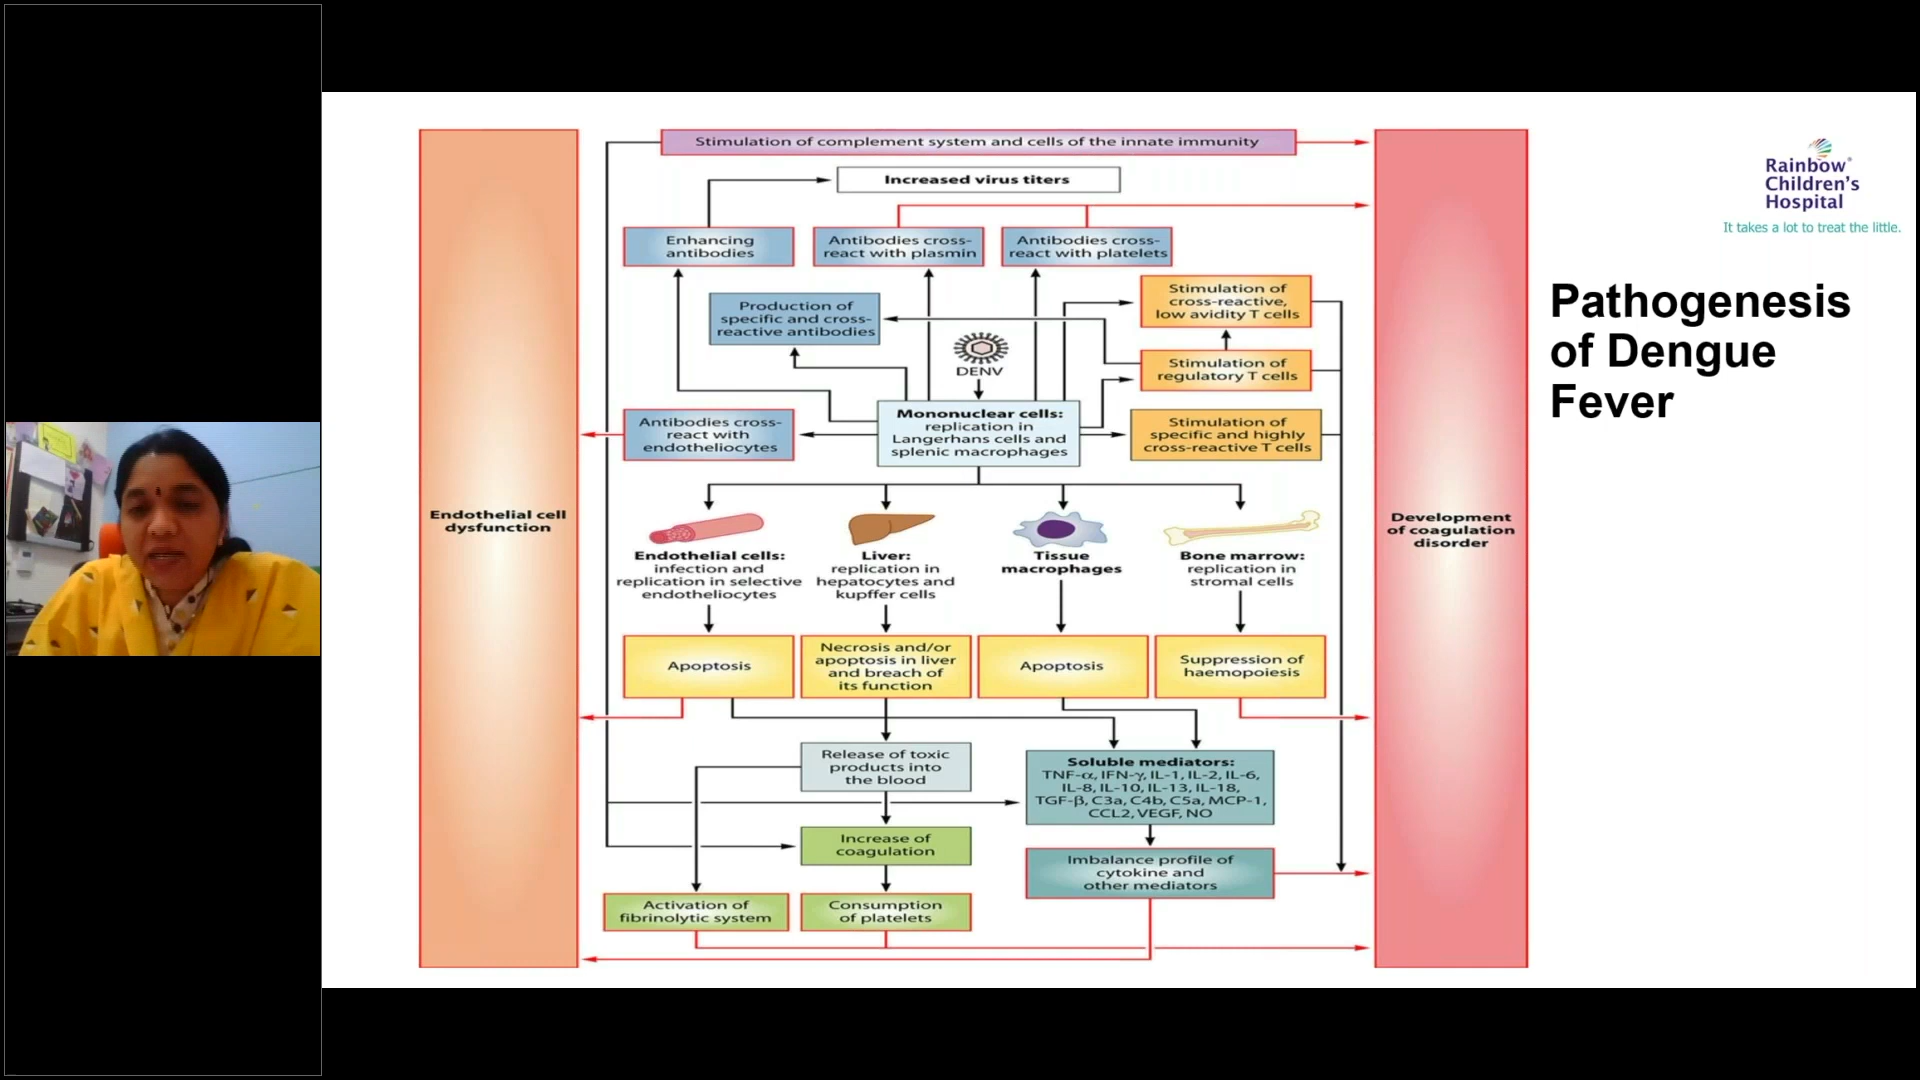 Stimulation of complement system and cells of the innate immunity
Increased virus titers
Enhancing
antibodies
Antibodies cross-
react with plasmin
Antibodies cross-
react with platelets
Production of
specific and cross-
reactive antibodies
Stimulation of
cross-reactive,
low avidity T cells
DENV
Stimulation of
regulatory T cells
Antibodies cross-
react with
endotheliocytes
Mononuclear cells:
replication in
Langerhans cells and
splenic macrophages
Stimulation of
specific and highly
cross-reactive T cells
Endothelial cell
dysfunction
Development
of coagulation
disorder
Endothelial cells:
infection and
replication in selective
endotheliocytes
Liver:
replication in
hepatocytes and
kupffer cells
Tissue
macrophages
Bone marrow:
replication in
stromal cells
Apoptosis
Necrosis and/or
apoptosis in liver
and breach of
its function
Apoptosis
Suppression of
haemopoiesis
Release of toxic
products into
the blood
Soluble mediators:
TNF-α, IFN-γ, IL-1, IL-2, IL-6,
IL-8, IL-10, IL-13, IL-18,
TGF-β, C3a, C4b, C5a, MCP-1,
CCL2, VEGF, NO
Increase of
coagulation
Imbalance profile of
cytokine and
other mediators
Activation of
fibrinolytic system
Consumption
of platelets
Rainbow®
Children's
Hospital
It takes a lot to treat the little.
Pathogenesis
of Dengue
Fever